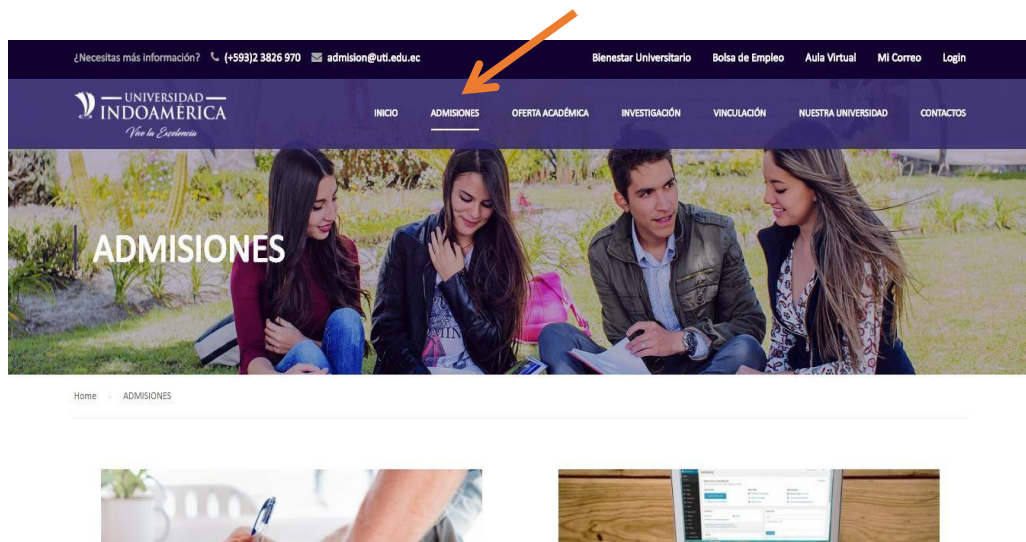 ¿Necesitas más información? (+593)2 3826 970 admision@uti.edu.ec Bienestar Universitario Bolsa de Empleo Aula Virtual Mi Correo Login
UNIVERSIDAD
INDOAMÉRICA
Vive la Excelencia
INICIO ADMISIONES OFERTA ACADÉMICA INVESTIGACIÓN VINCULACIÓN NUESTRA UNIVERSIDAD CONTACTOS
ADMISIONES
Home ADMISIONES